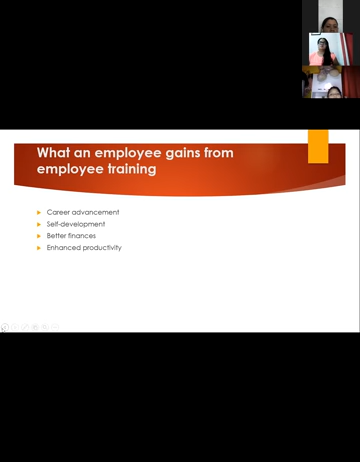 What an employee gains from
employee training
Career advancement
Self-development
Better finances
Enhanced productivity